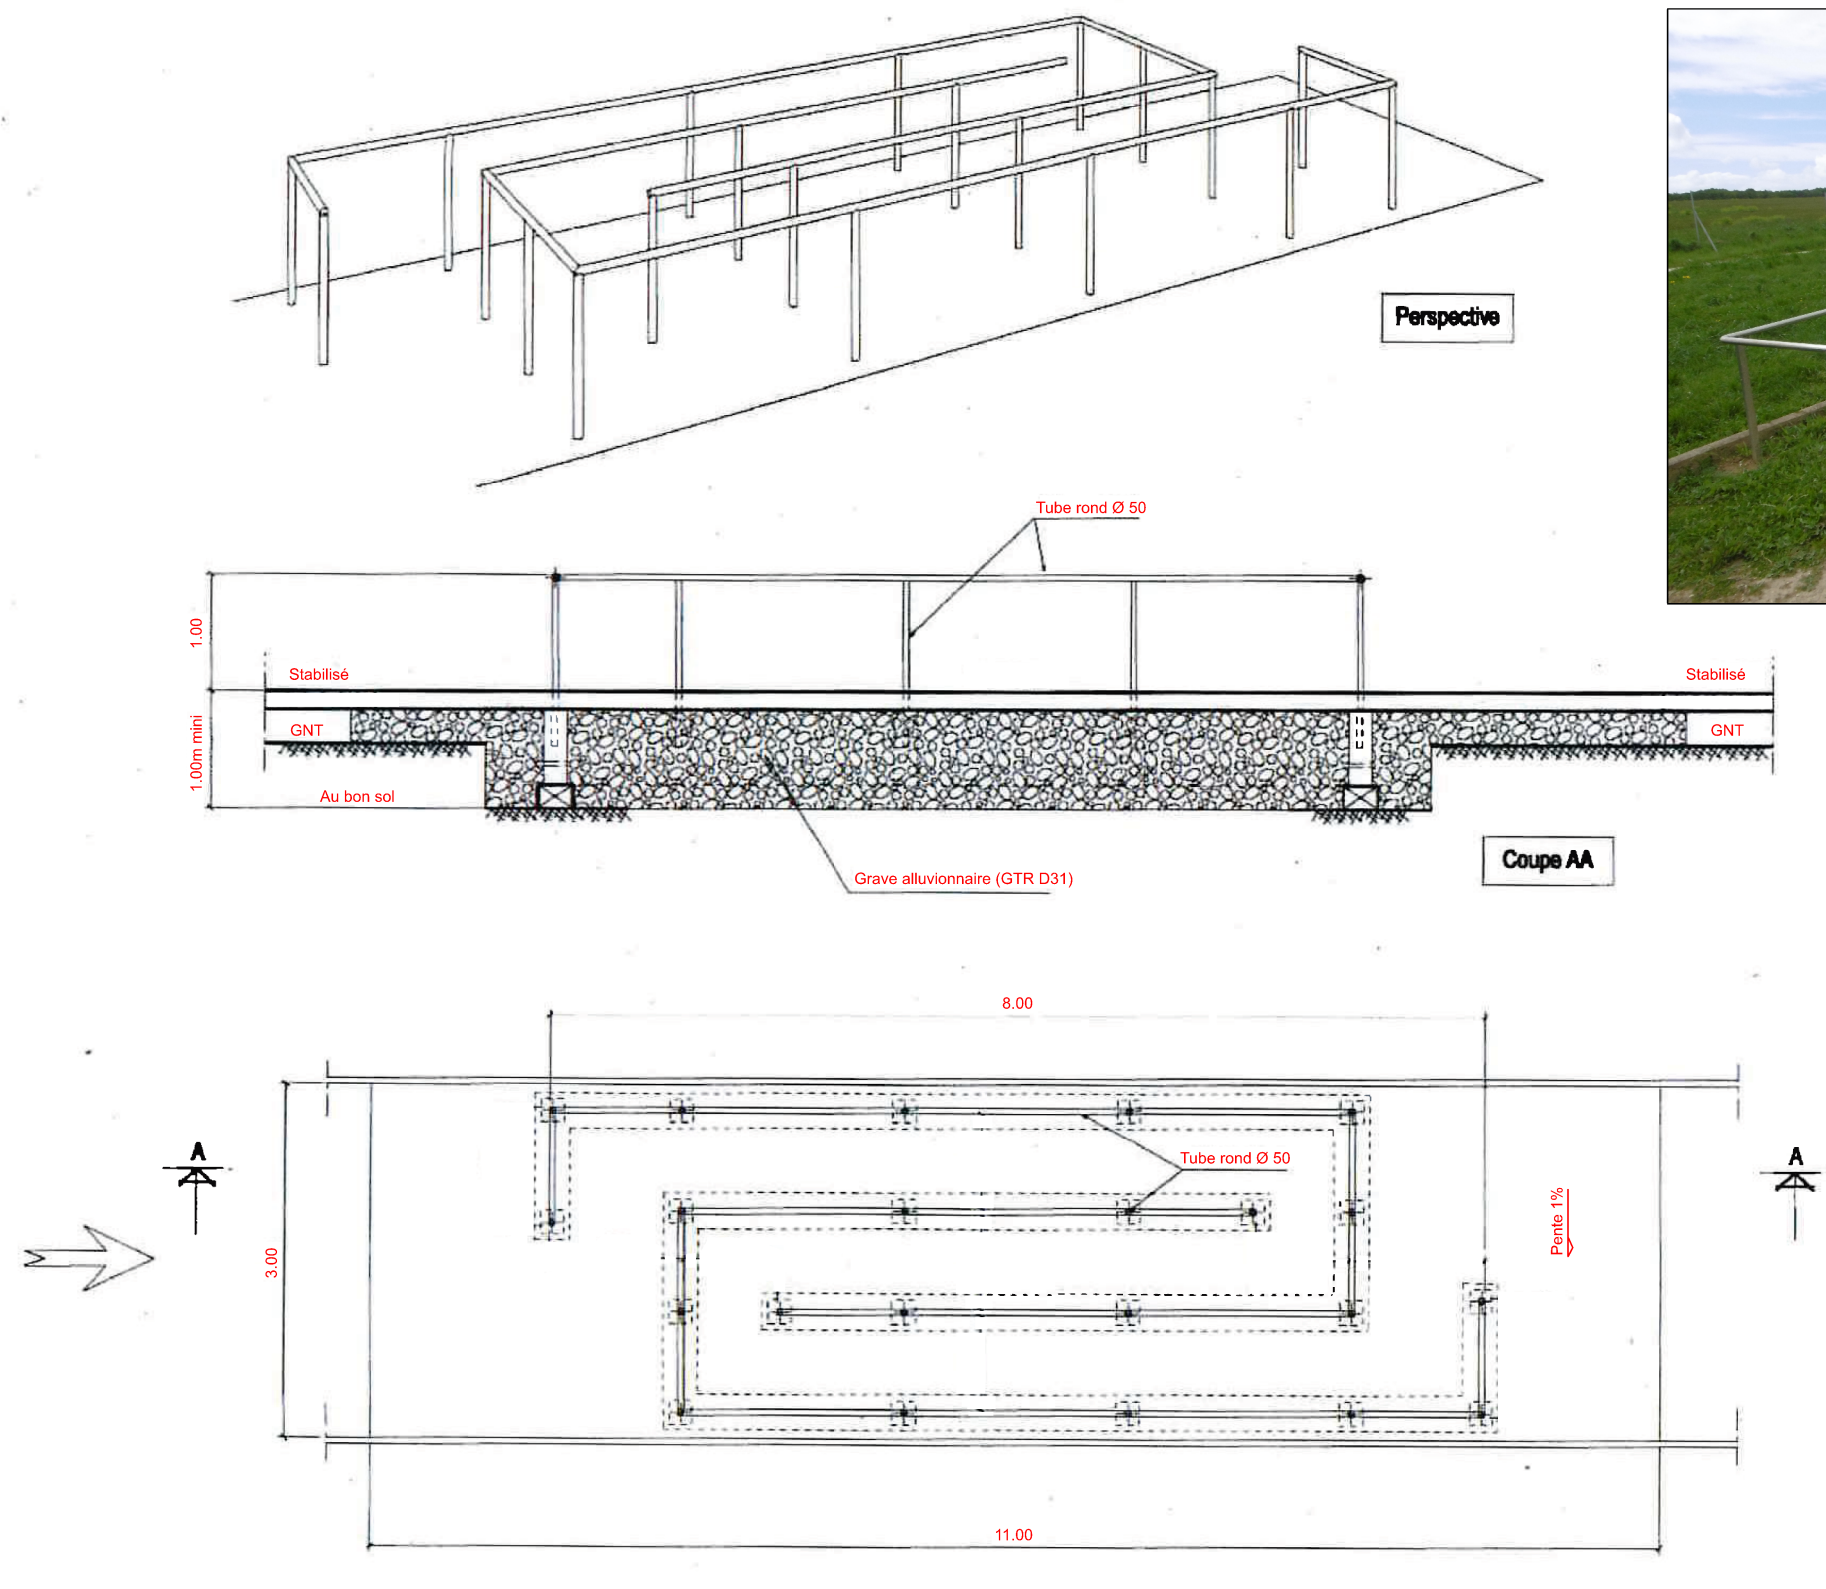 Perspective
Tube rond Ø 50
1.00
Stabilisé
Stabilisé
GNT
GNT
1.00m mini
Au bon sol
Coupe AA
Grave alluvionnaire (GTR D31)
8.00
A
A
Tube rond Ø 50
Pente 1%
3.00
11.00